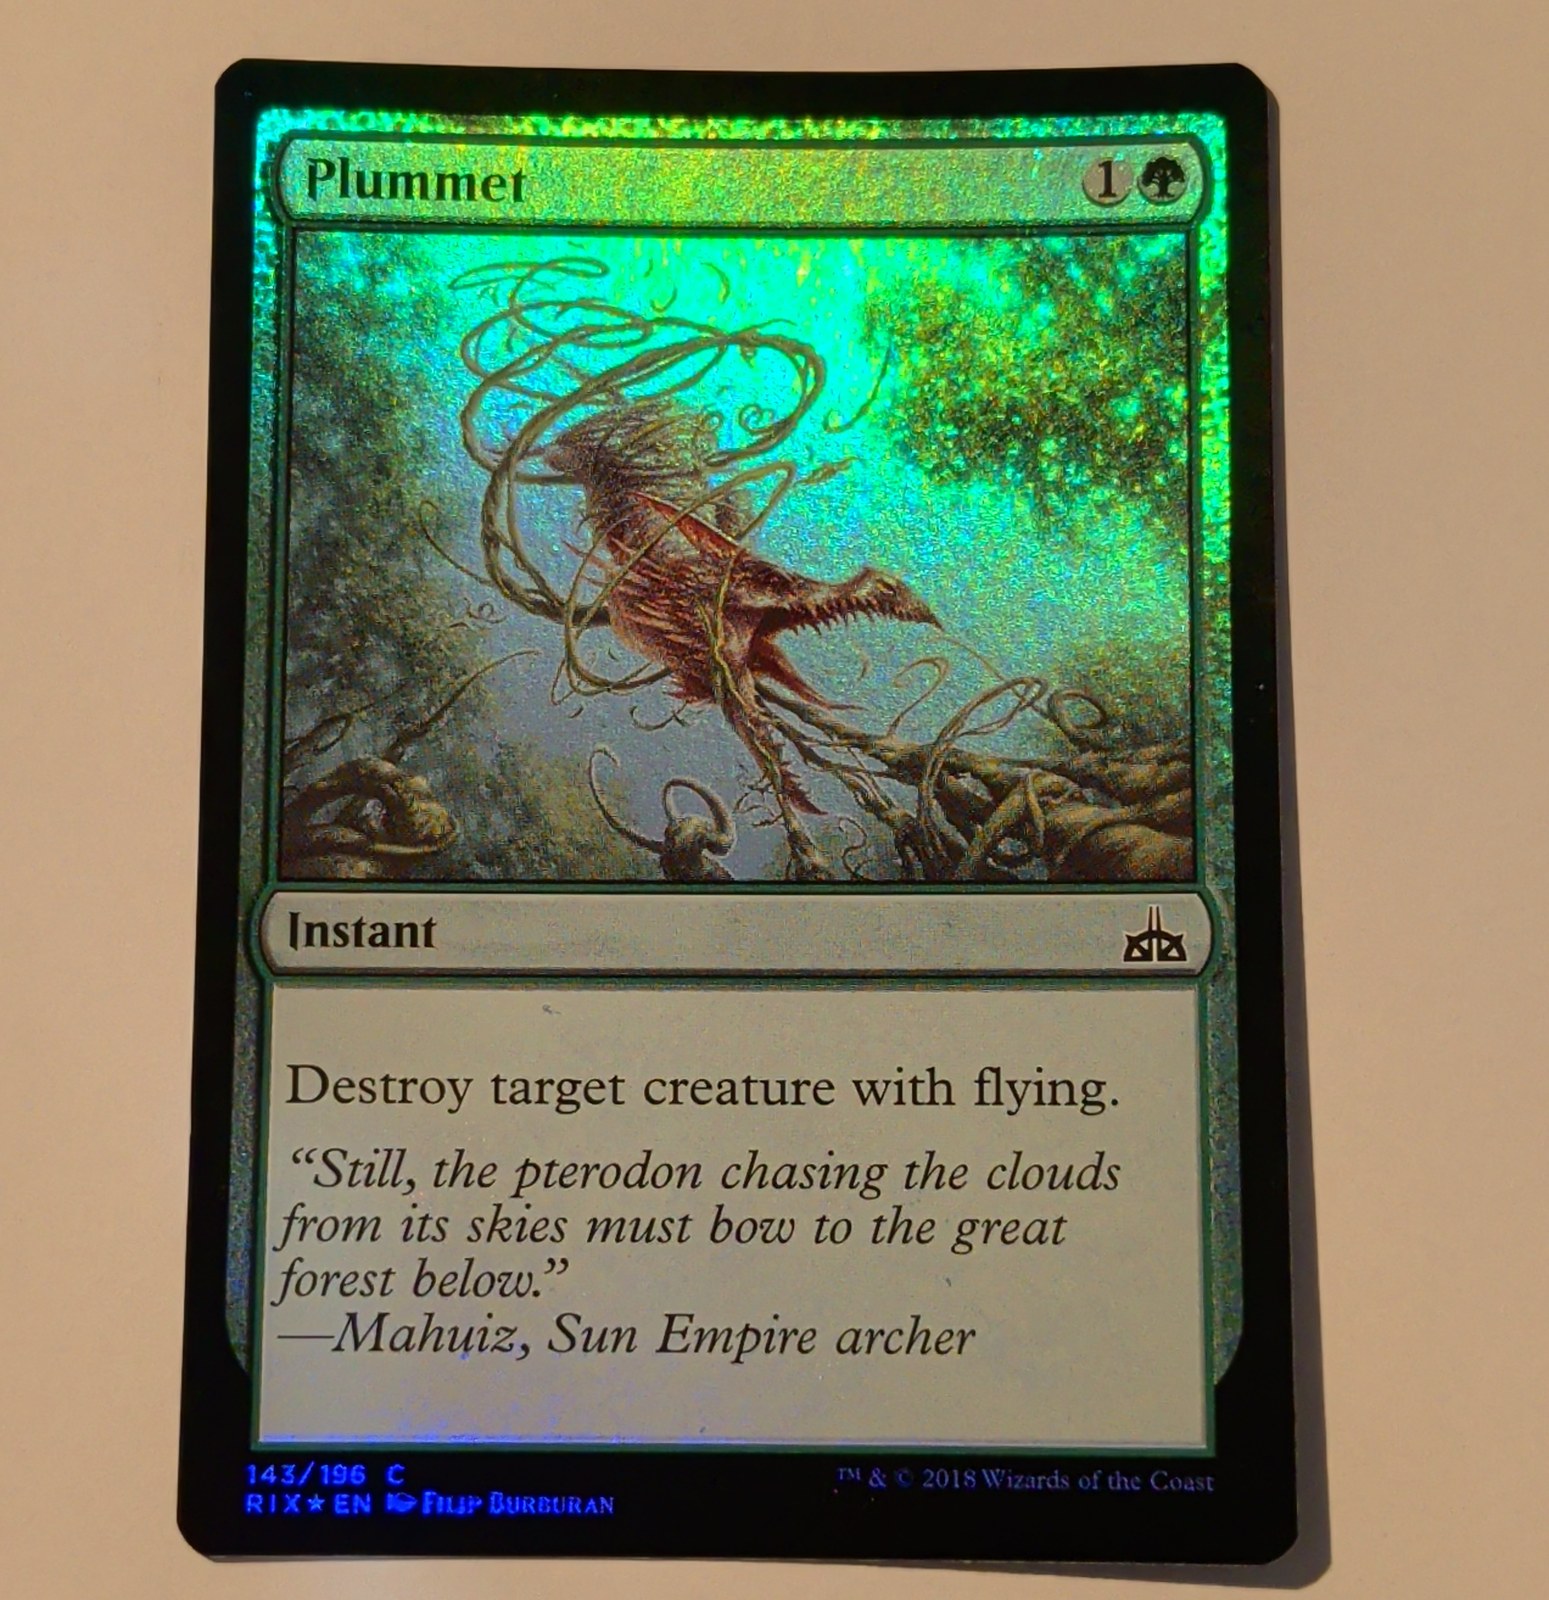 Plummet 1
Instant
Destroy target creature with flying.
“Still, the pterodon chasing the clouds
from its skies must bow to the great
forest below.”
—Mahuiz, Sun Empire archer
143/196 C
RIX★EN Filip Burburan
™ & © 2018 Wizards of the Coast